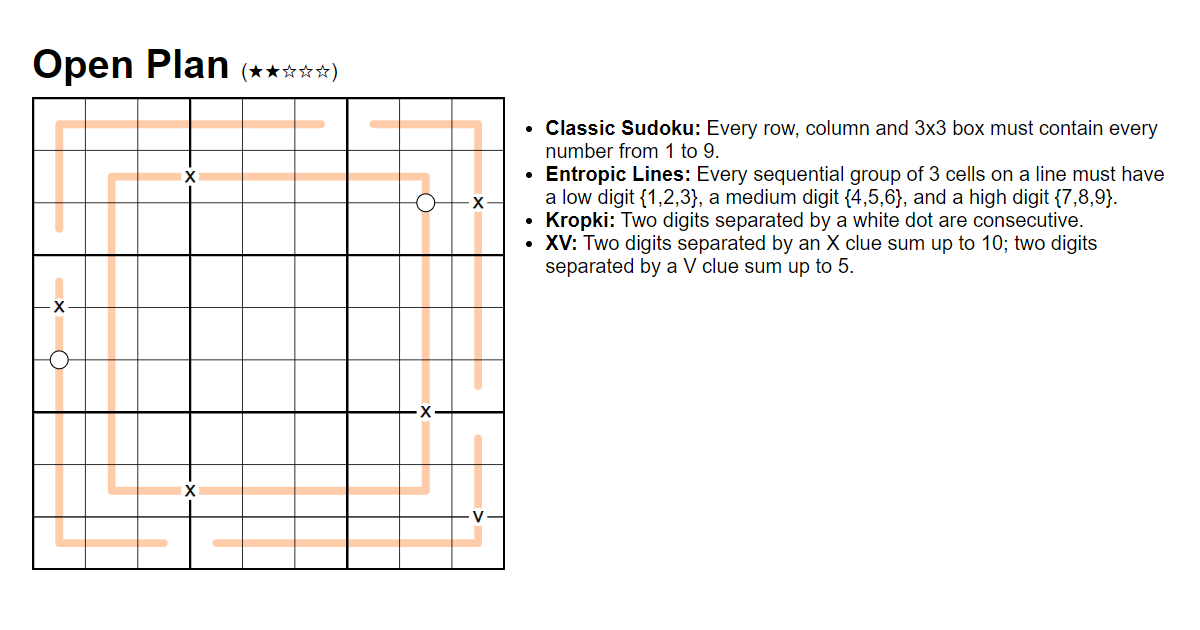 Open Plan (★★☆☆☆)
• Classic Sudoku: Every row, column and 3x3 box must contain every
number from 1 to 9.
• Entropic Lines: Every sequential group of 3 cells on a line must have
a low digit {1,2,3}, a medium digit {4,5,6}, and a high digit {7,8,9}.
• Kropki: Two digits separated by a white dot are consecutive.
• XV: Two digits separated by an X clue sum up to 10; two digits
separated by a V clue sum up to 5.
X
X
X
X
X
V